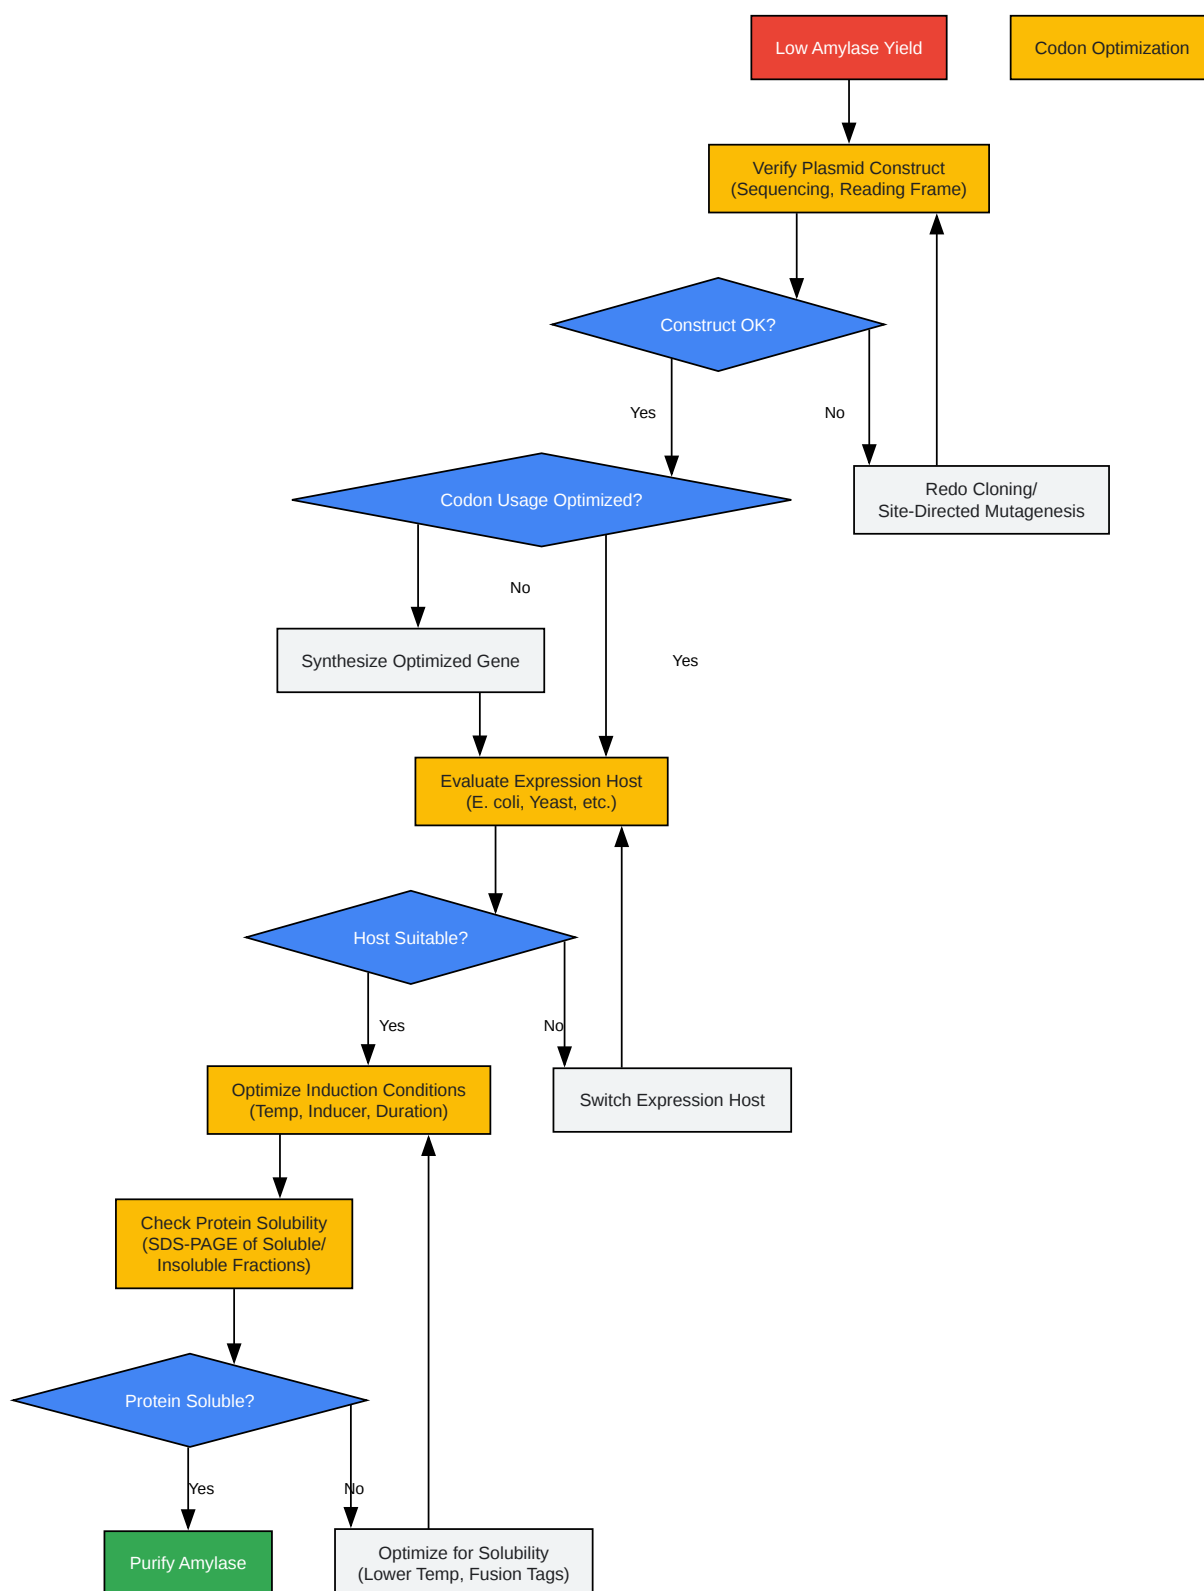 Low Amylase Yield
Codon Optimization
Verify Plasmid Construct
(Sequencing, Reading Frame)
Construct OK?
Yes
No
Codon Usage Optimized?
Redo Cloning/
Site-Directed Mutagenesis
No
Synthesize Optimized Gene
Yes
Evaluate Expression Host
(E. coli, Yeast, etc.)
Host Suitable?
Yes
No
Optimize Induction Conditions
(Temp, Inducer, Duration)
Switch Expression Host
Check Protein Solubility
(SDS-PAGE of Soluble/
Insoluble Fractions)
Protein Soluble?
Yes
No
Purify Amylase
Optimize for Solubility
(Lower Temp, Fusion Tags)